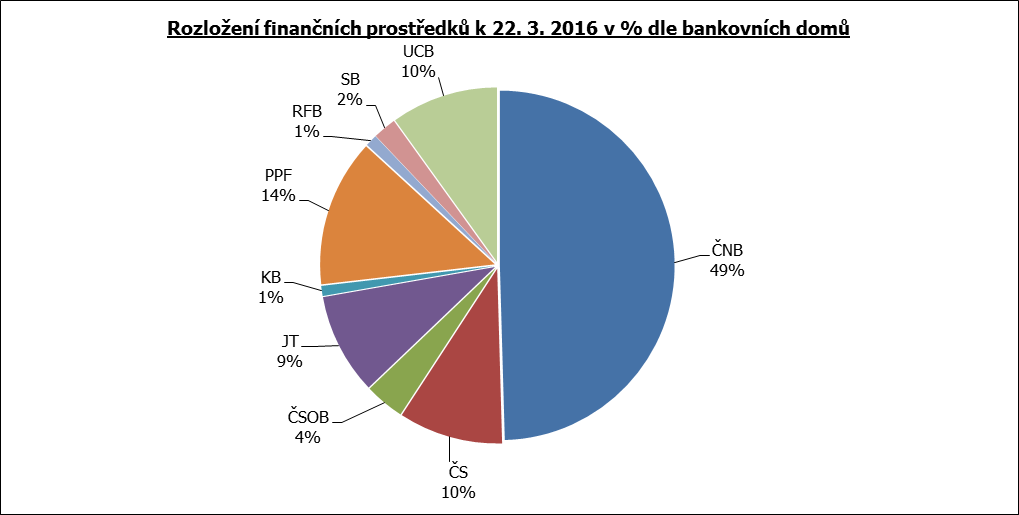 Rozložení finančních prostředků k 22. 3. 2016 v % dle bankovních domů
UCB
10%
SB
2%
RFB
1%
PPF
14%
KB
1%
JT
9%
ČSOB
4%
ČS
10%
ČNB
49%